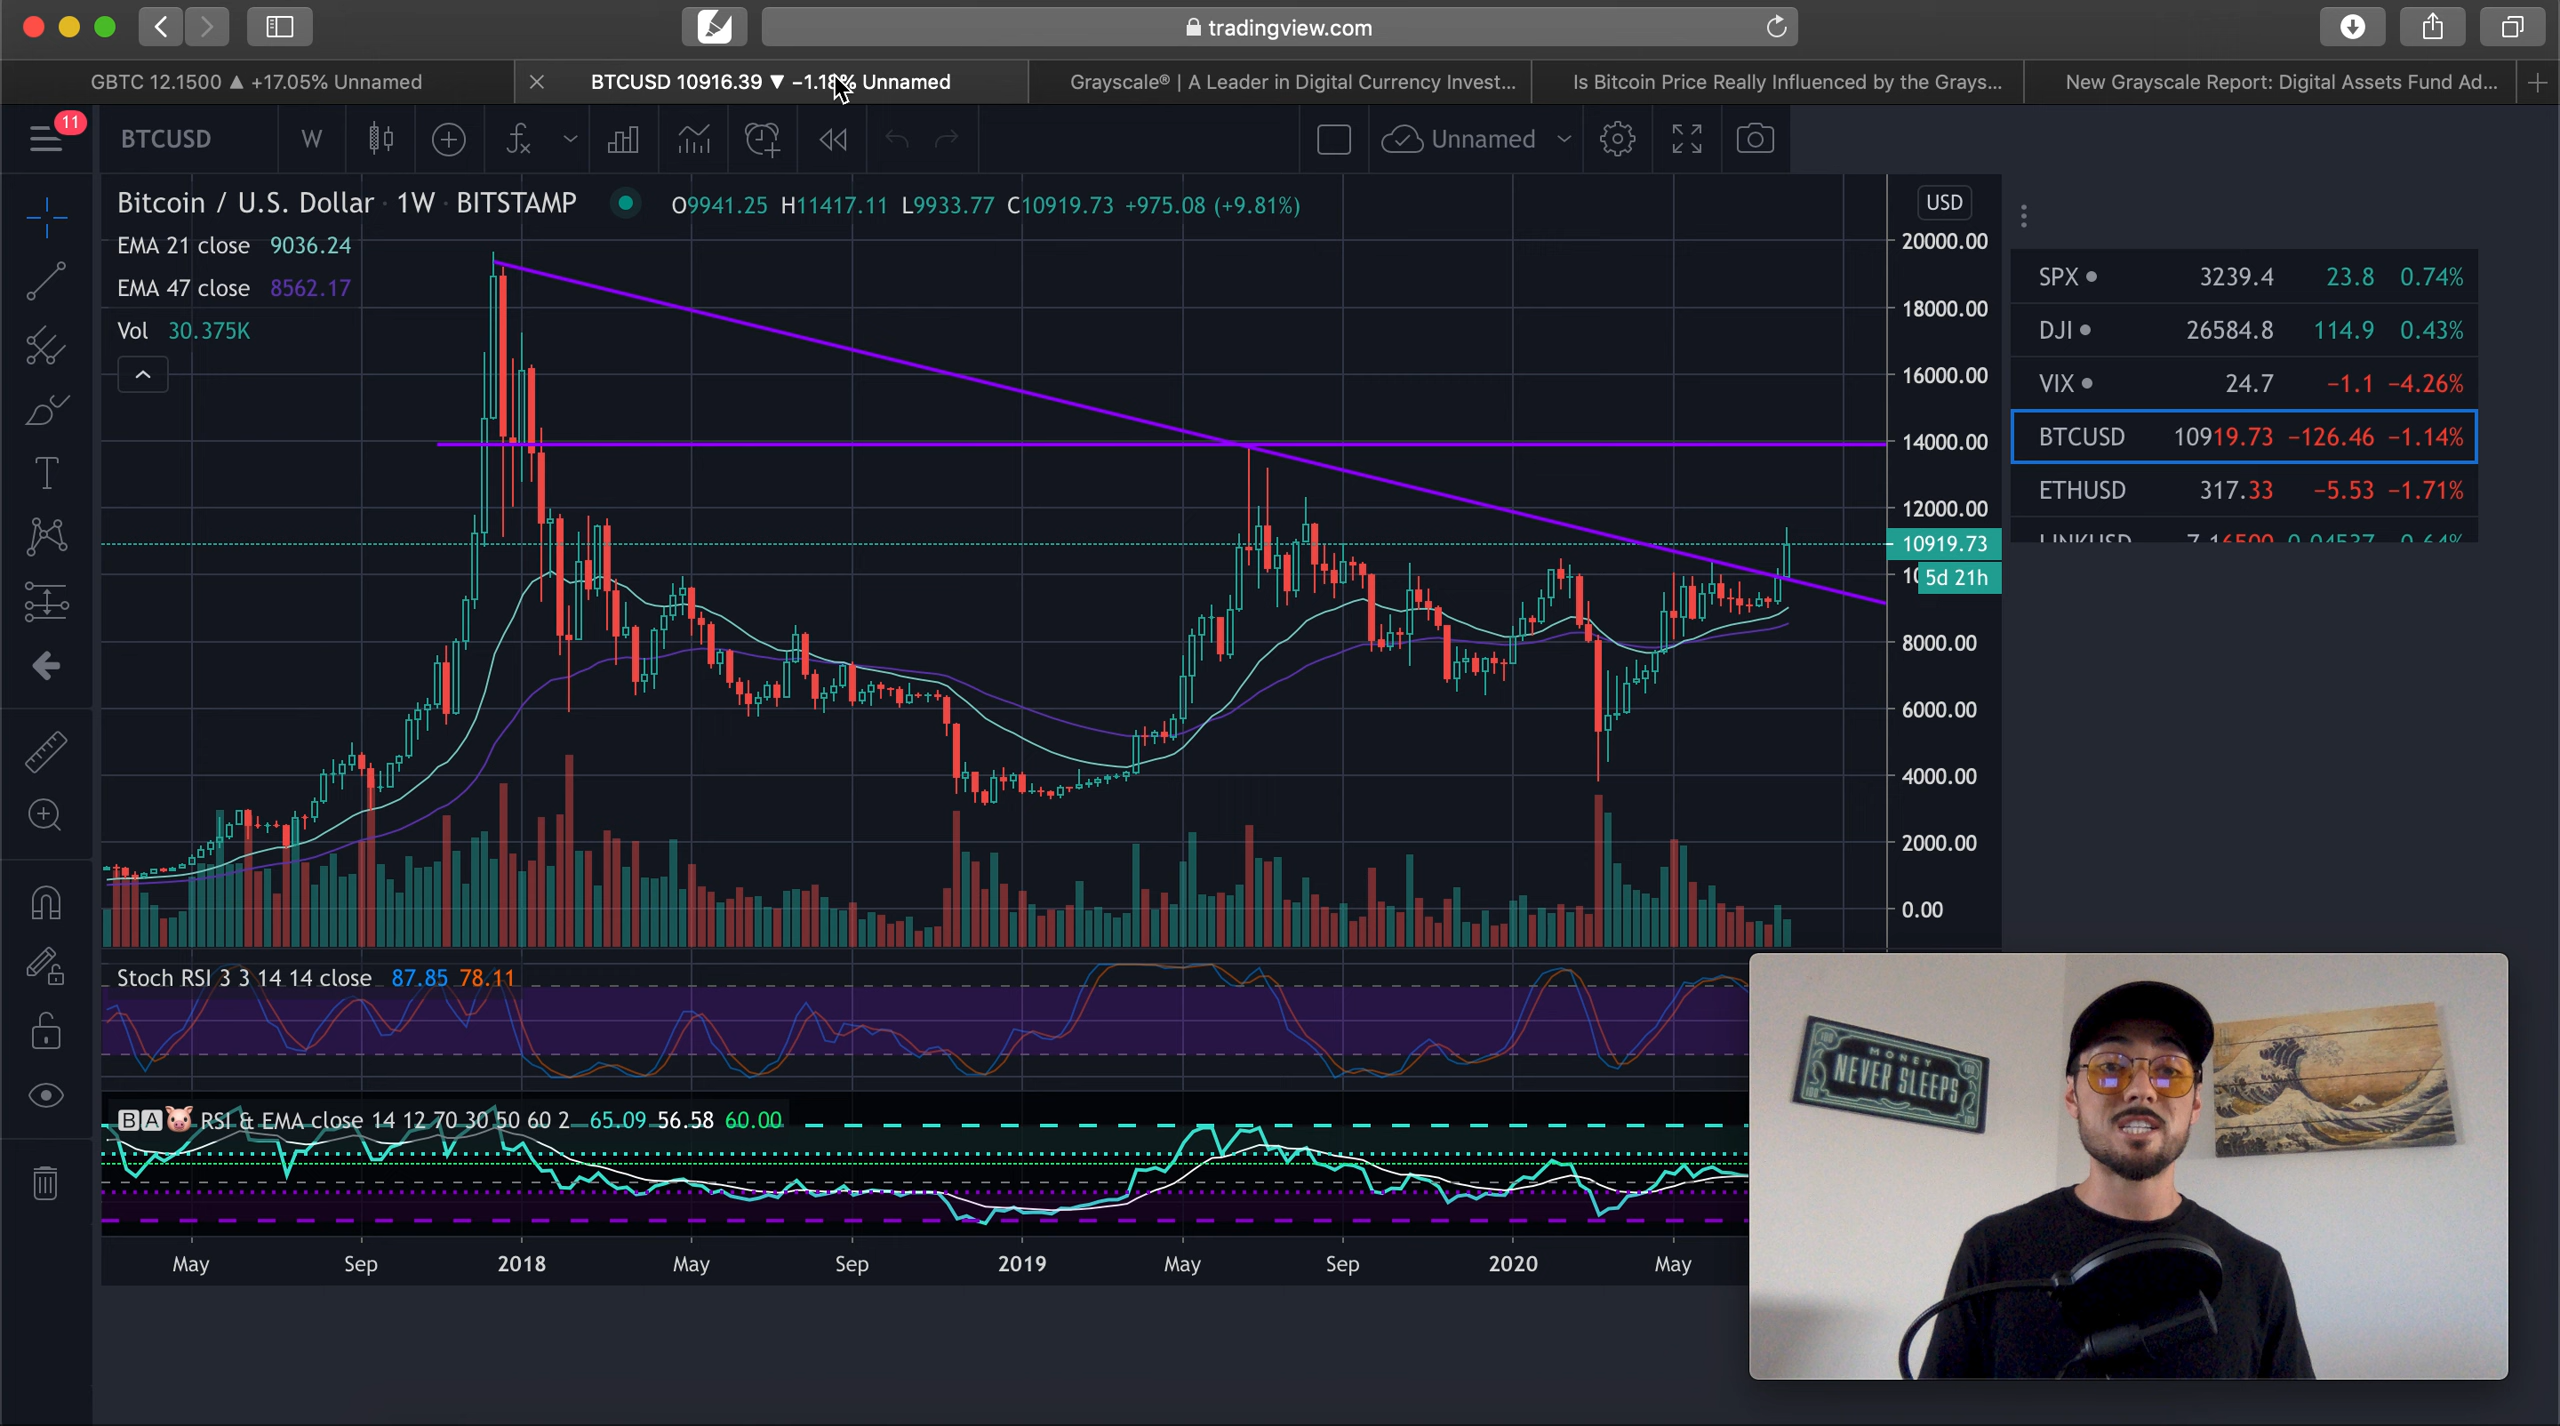 tradingview.com
GBTC 12.1500 ▲ +17.05% Unnamed
BTCUSD 10916.39 ▼ −1.18% Unnamed
Grayscale® | A Leader in Digital Currency Invest...
Is Bitcoin Price Really Influenced by the Grays...
New Grayscale Report: Digital Assets Fund Ad...
11
BTCUSD
W
Unnamed
Bitcoin / U.S. Dollar · 1W · BITSTAMP
O9941.25 H11417.11 L9933.77 C10919.73 +975.08 (+9.81%)
EMA 21 close 9036.24
EMA 47 close 8562.17
Vol 30.375K
USD
20000.00
18000.00
16000.00
14000.00
12000.00
10919.73
5d 21h
8000.00
6000.00
4000.00
2000.00
0.00
SPX 3239.4 23.8 0.74%
DJI 26584.8 114.9 0.43%
VIX 24.7 −1.1 −4.26%
BTCUSD 10919.73 −126.46 −1.14%
ETHUSD 317.33 −5.53 −1.71%
Stoch RSI 3 3 14 14 close 87.85 78.11
BA RSI & EMA close 14 12 70 30 50 60 2 65.09 56.58 60.00
May Sep 2018 May Sep 2019 May Sep 2020 May
MONEY
NEVER SLEEPS
100
100
100
100